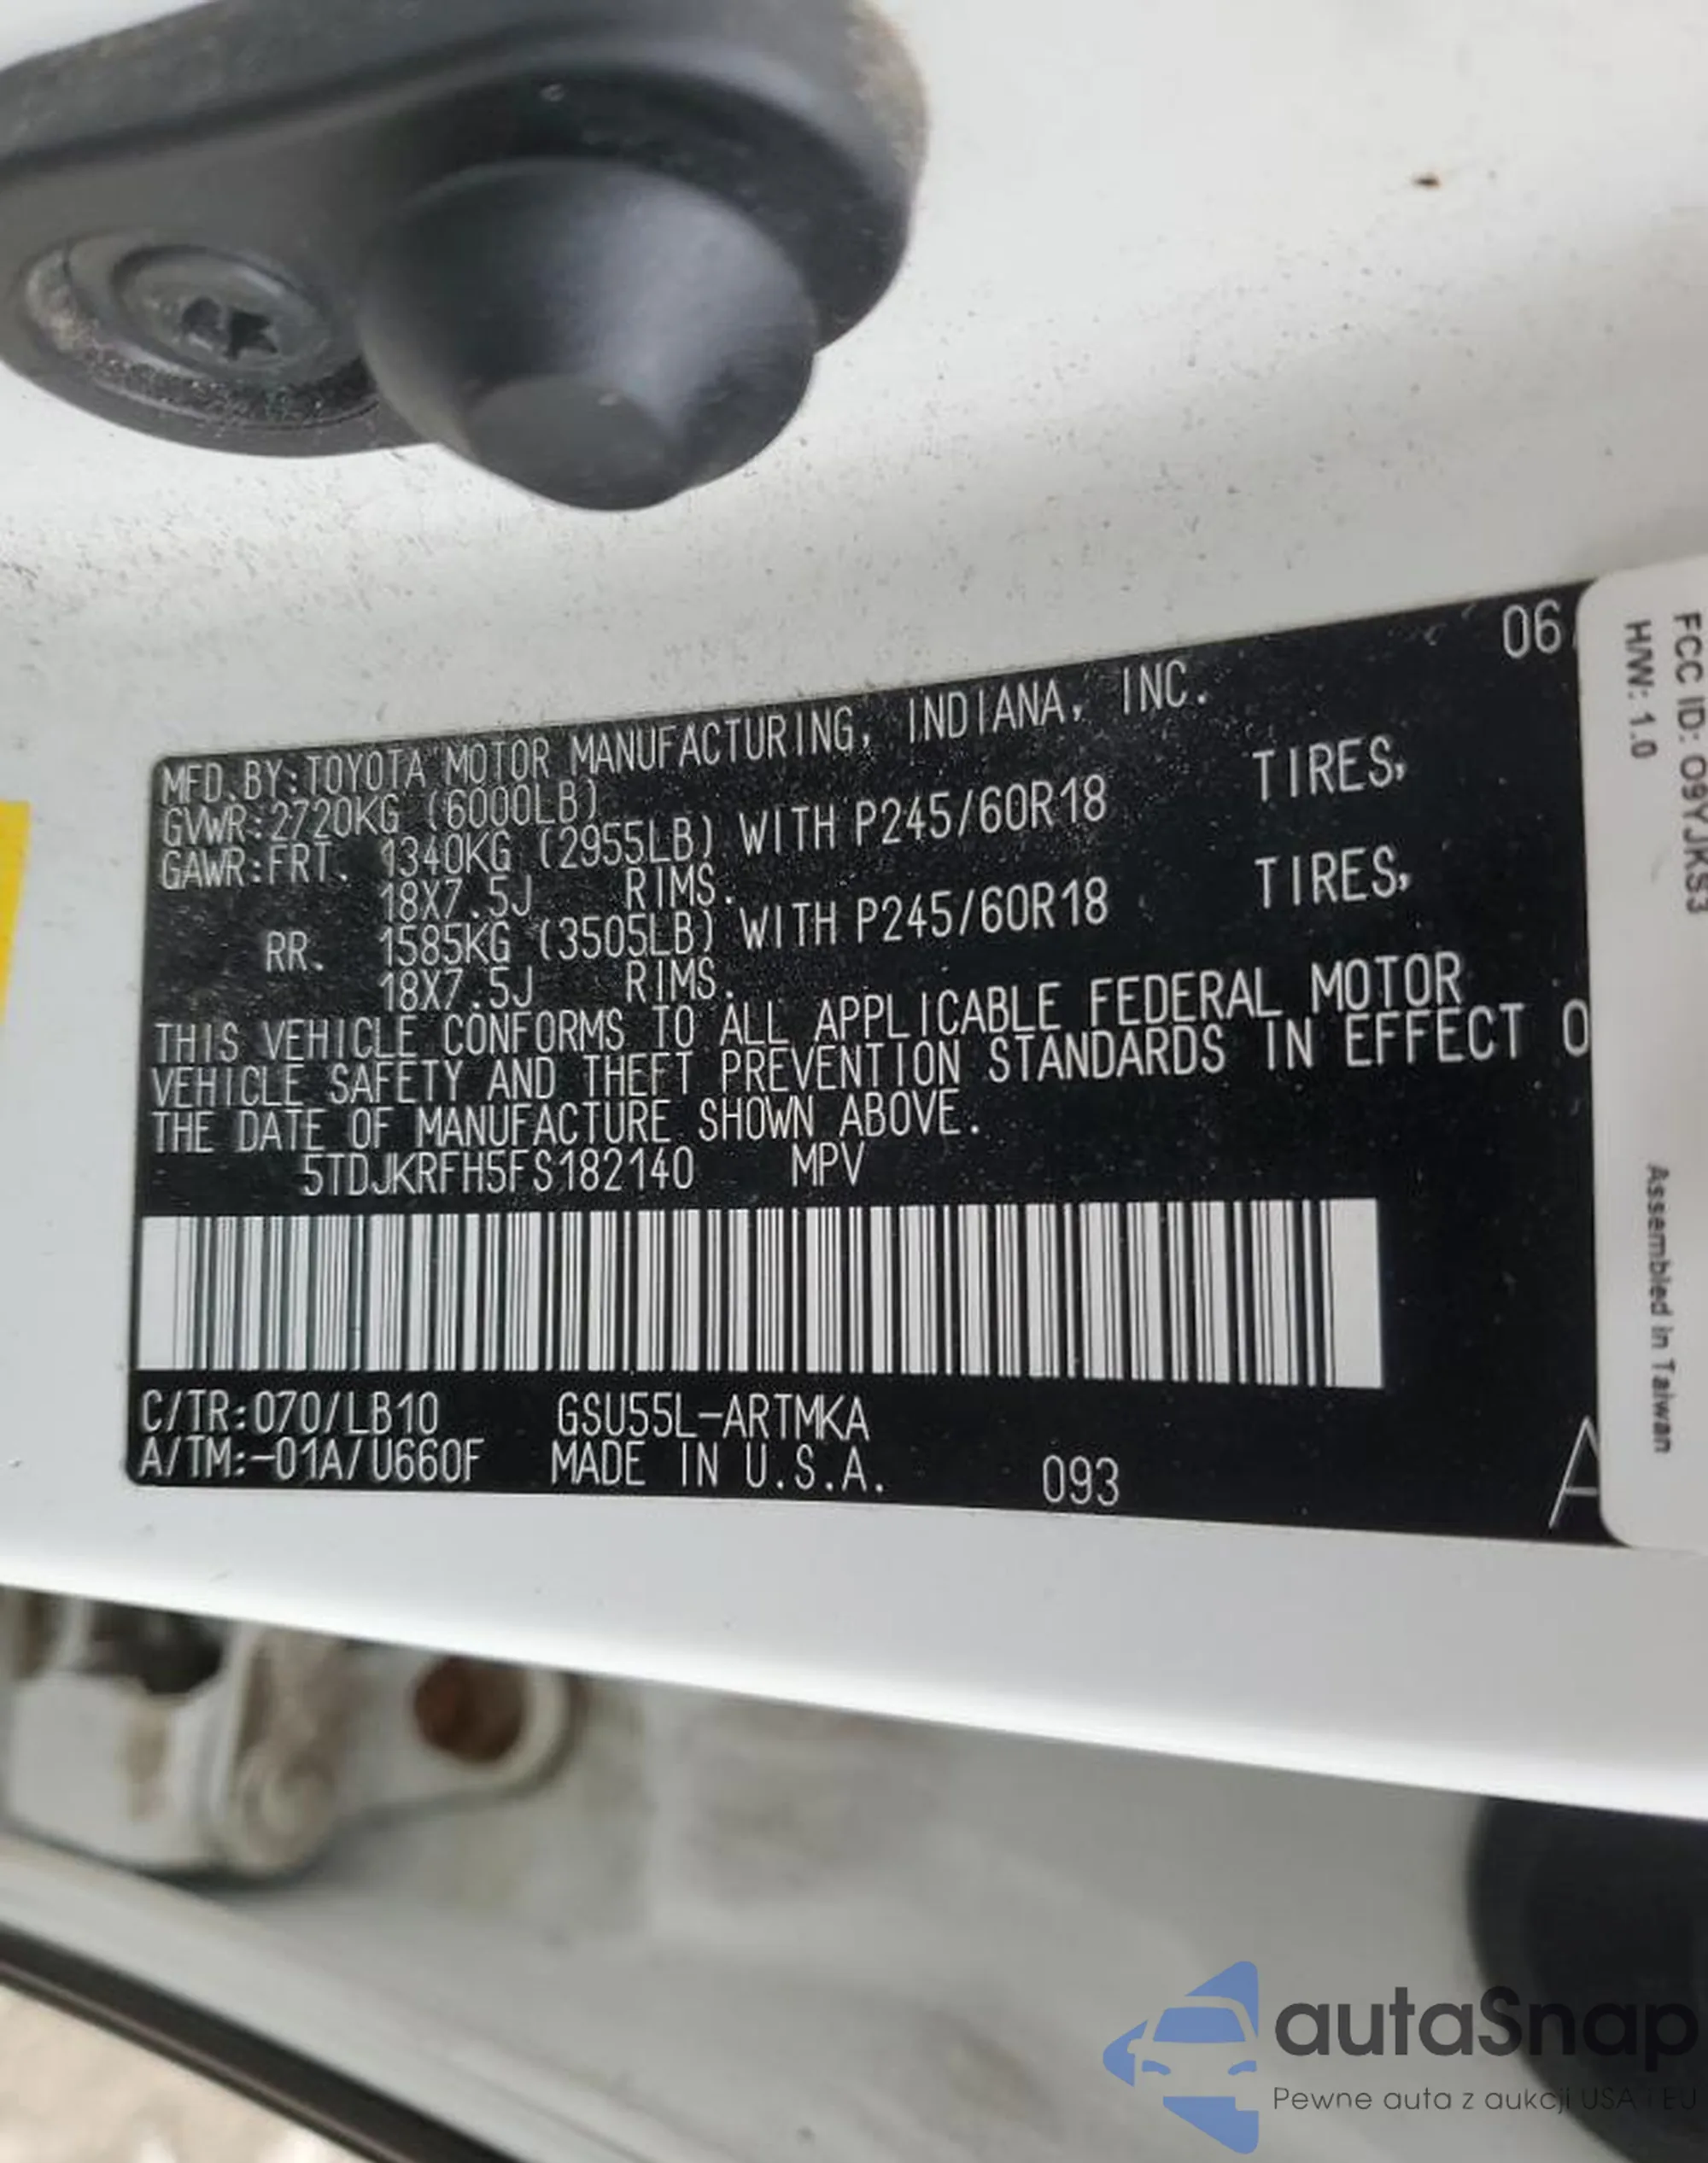 06
MFD.BY:TOYOTA MOTOR MANUFACTURING, INDIANA, INC.
GVWR:2720KG (6000LB)
GAWR:FRT. 1340KG (2955LB) WITH P245/60R18 TIRES,
18X7.5J RIMS.
RR. 1585KG (3505LB) WITH P245/60R18 TIRES,
18X7.5J RIMS.
THIS VEHICLE CONFORMS TO ALL APPLICABLE FEDERAL MOTOR
VEHICLE SAFETY AND THEFT PREVENTION STANDARDS IN EFFECT O
THE DATE OF MANUFACTURE SHOWN ABOVE.
5TDJKRFH5FS182140 MPV
C/TR:070/LB10 GSU55L-ARTMKA
A/TM:-01A/U660F MADE IN U.S.A. 093
A
FCC ID: O9YJKS3
H/W: 1.0
Assembled in Taiwan
autaSnap
Pewne auta z aukcji USA i EU